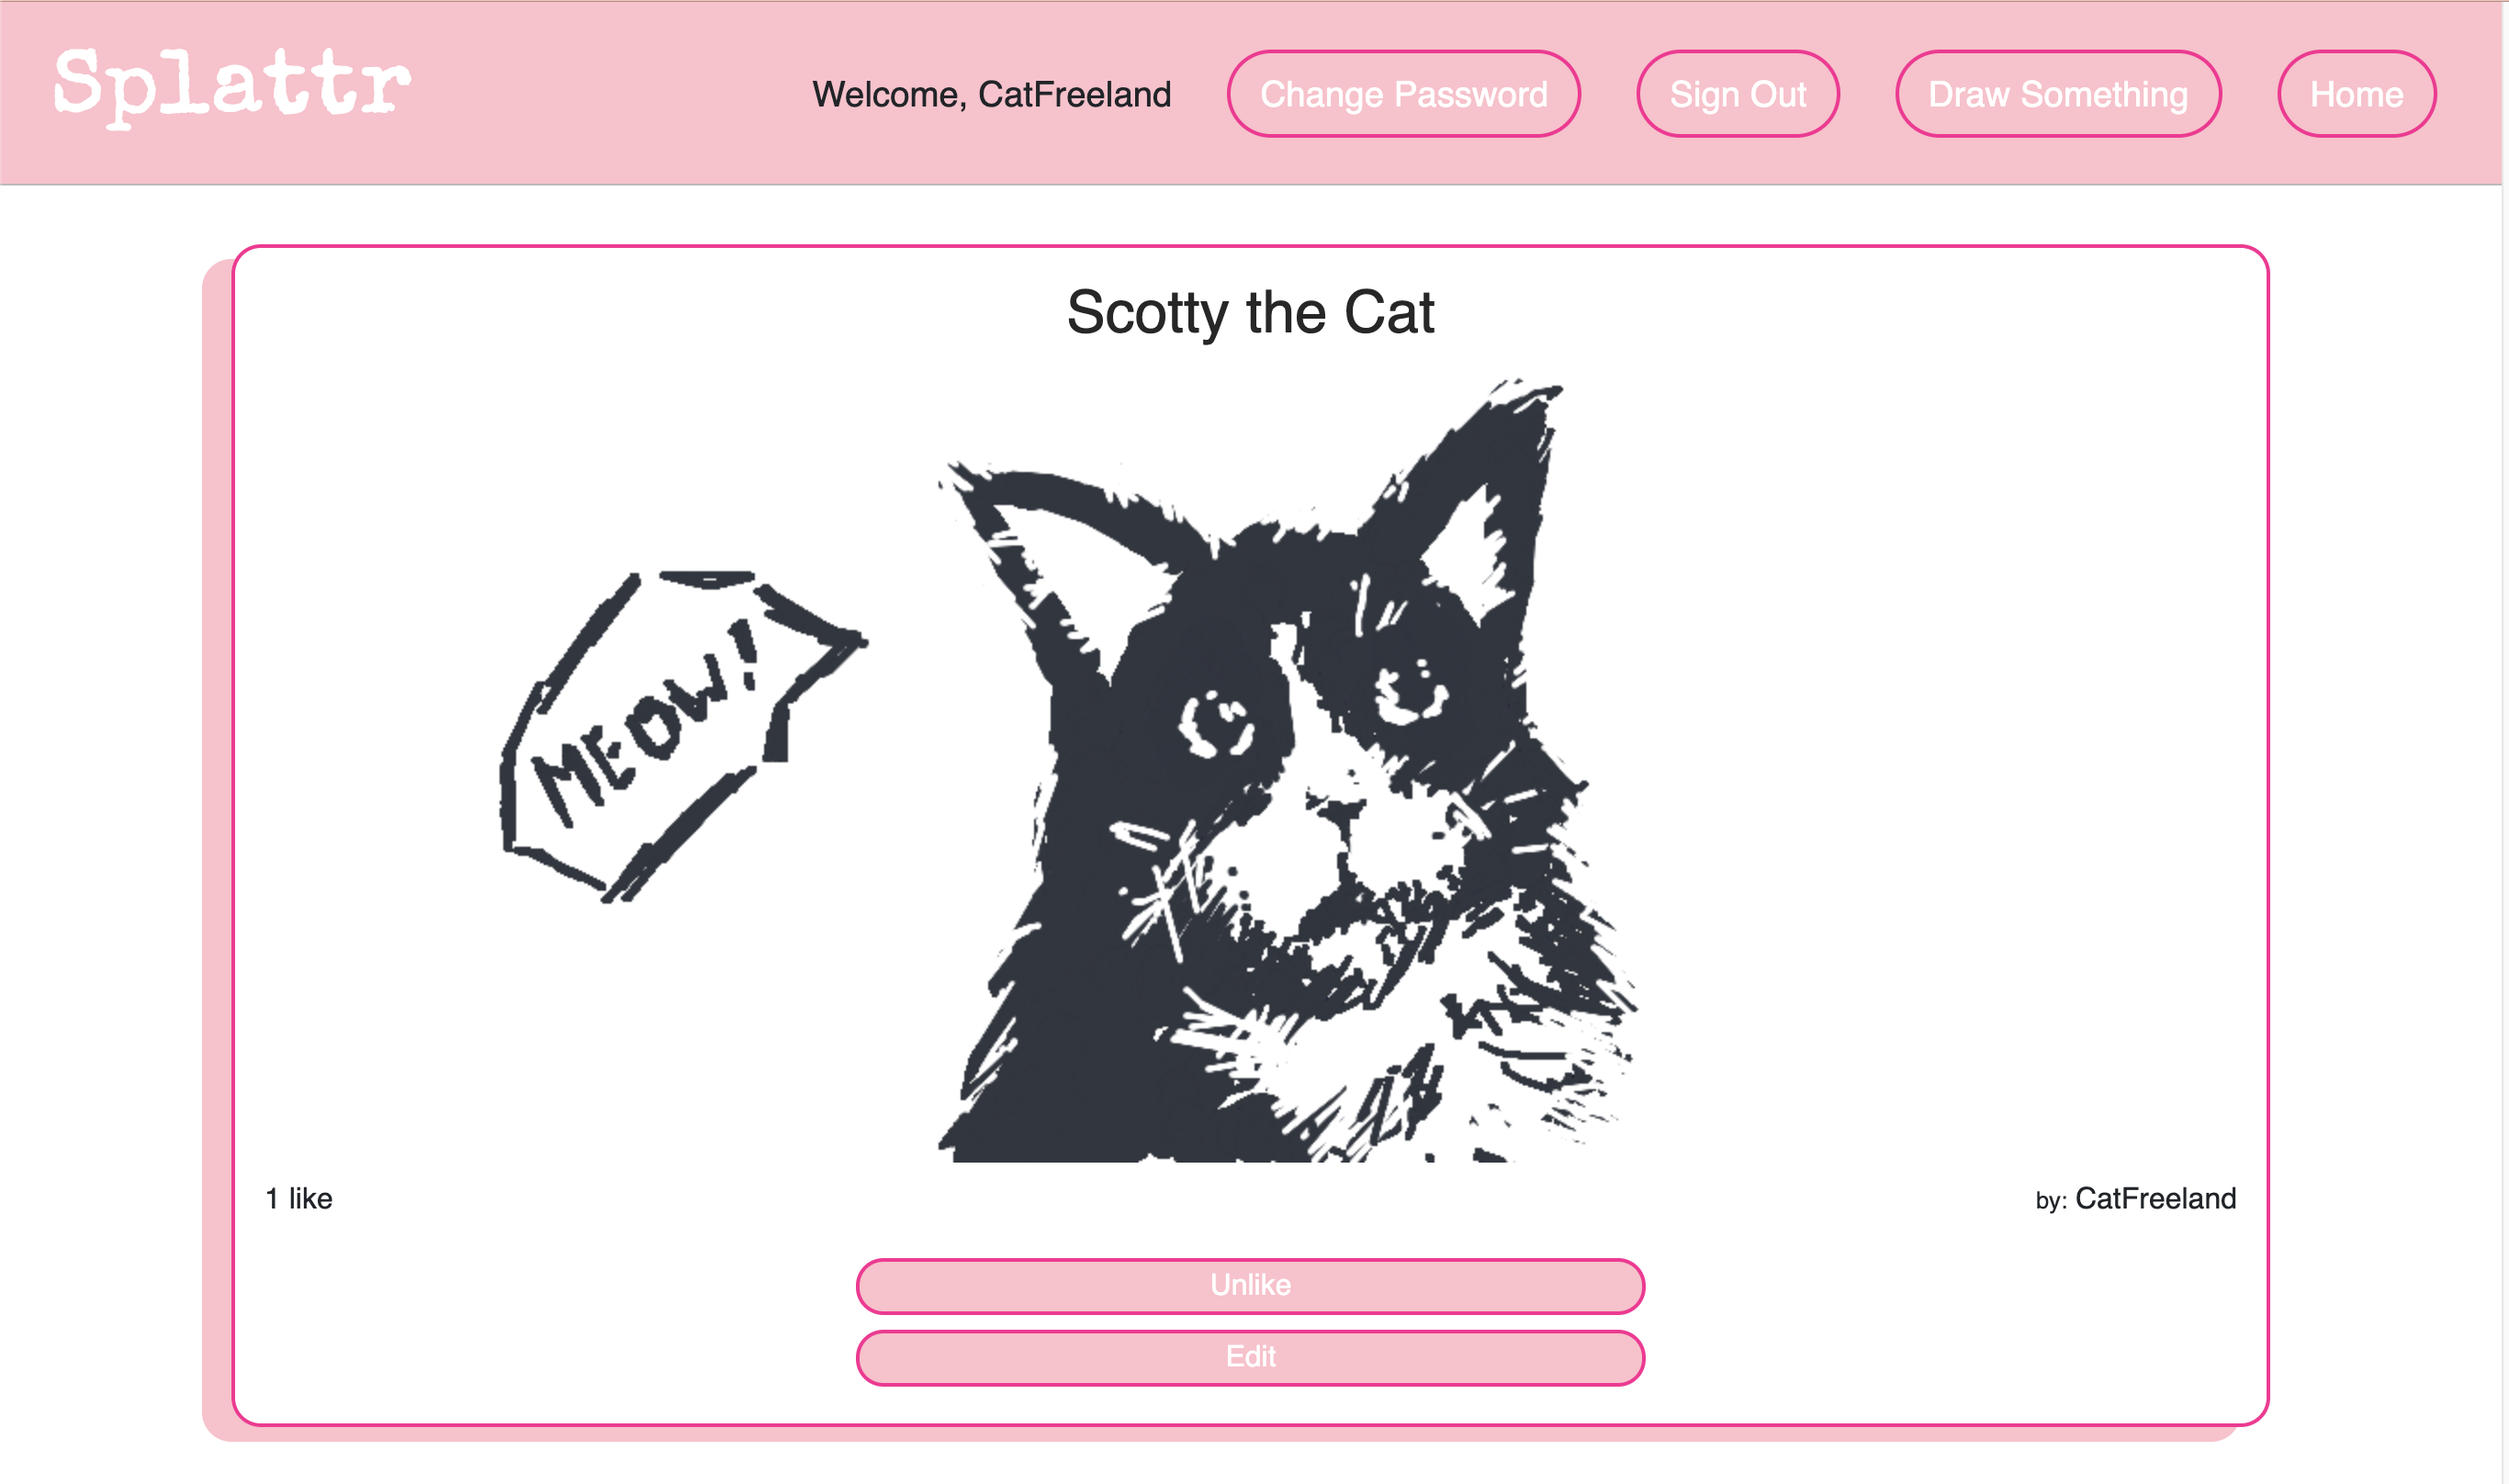 Splattr
Welcome, CatFreeland
Change Password
Sign Out
Draw Something
Home
Scotty the Cat
MEOW!
1 like
by: CatFreeland
Unlike
Edit